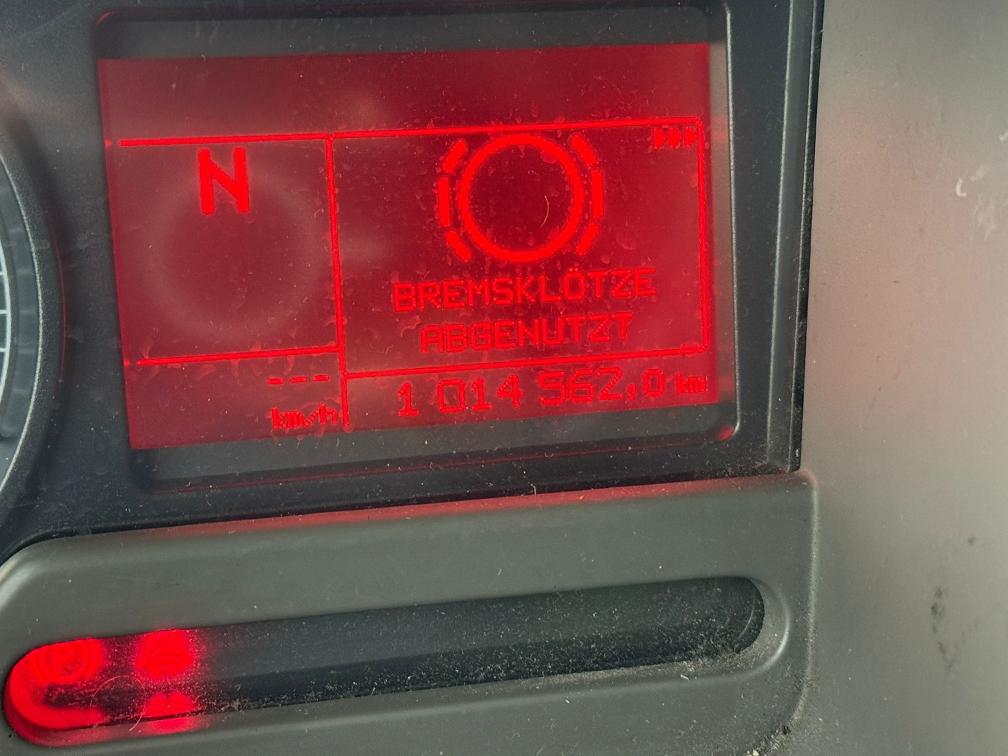 N
BREMSKLÖTZE
ABGENUTZT
--- 
km/h
1 014 562,0 km